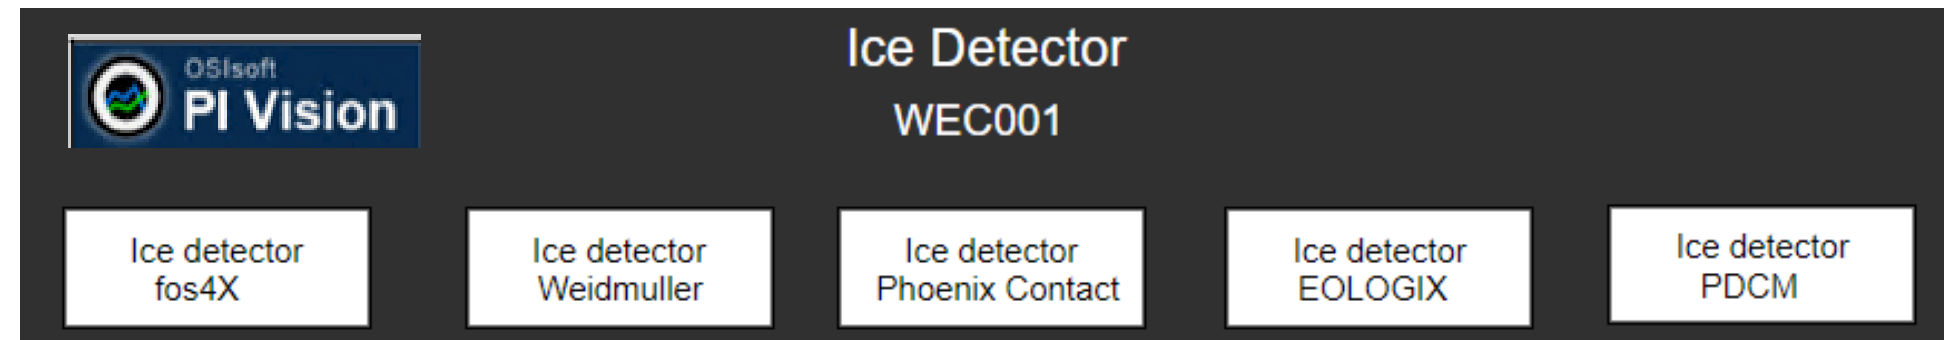 OSIsoft
PI Vision
Ice Detector
WEC001
Ice detector
fos4X
Ice detector
Weidmuller
Ice detector
Phoenix Contact
Ice detector
EOLOGIX
Ice detector
PDCM